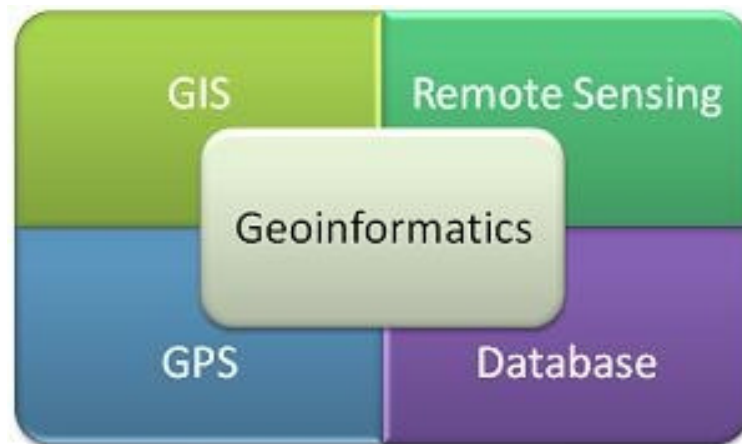 GIS
Remote Sensing
Geoinformatics
GPS
Database